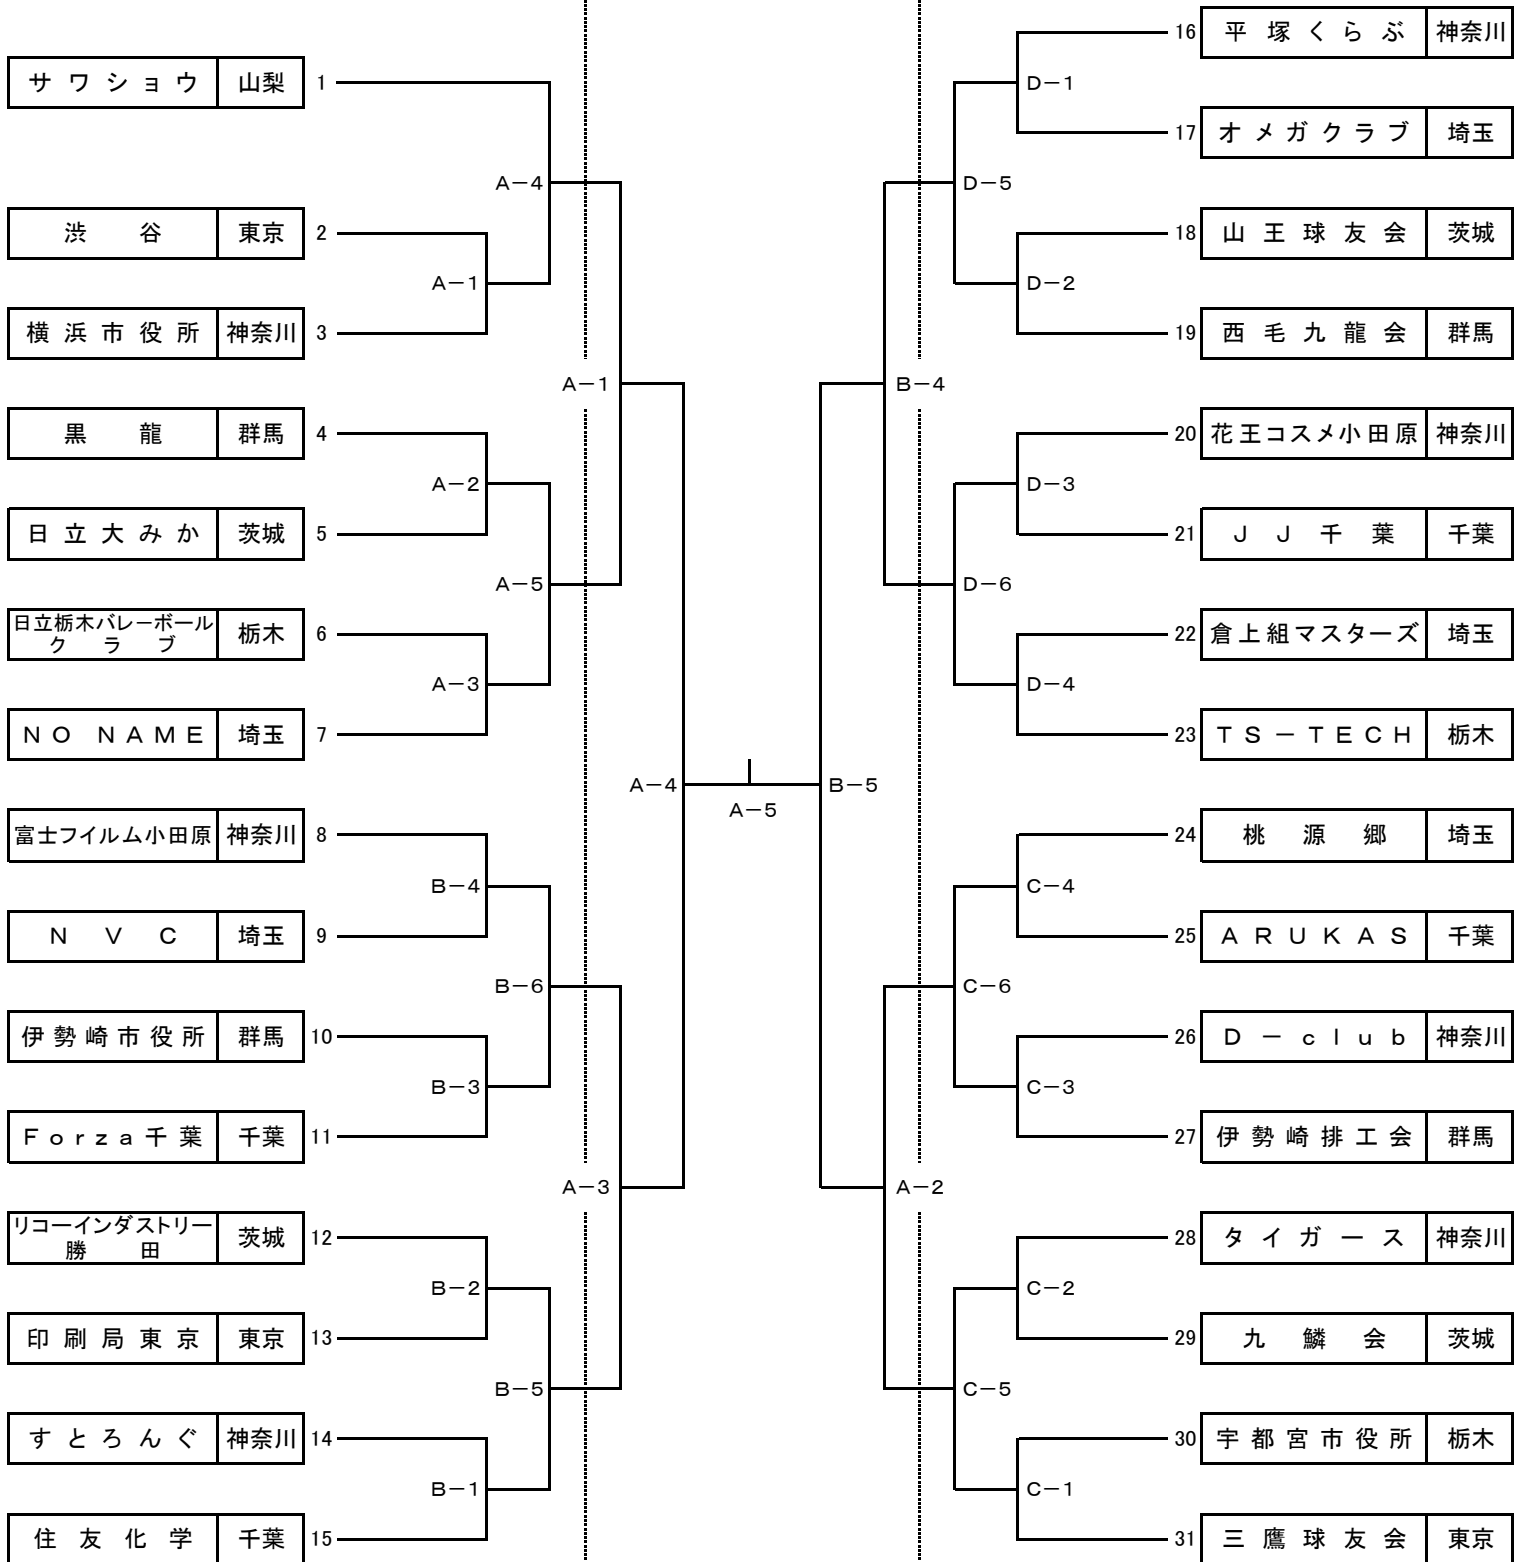 サワショウ 山梨 1
渋谷 東京 2
横浜市役所 神奈川 3
黒龍 群馬 4
日立大みか 茨城 5
日立栃木バレーボール
クラブ 栃木 6
NO NAME 埼玉 7
富士フイルム小田原 神奈川 8
NVC 埼玉 9
伊勢崎市役所 群馬 10
Forza千葉 千葉 11
リコーインダストリー
勝田 茨城 12
印刷局東京 東京 13
すとろんぐ 神奈川 14
住友化学 千葉 15
A－4
A－1
A－2
A－5
A－3
B－4
B－6
B－3
B－2
B－5
B－1
A－1
A－3
A－4
A－5
B－5
B－4
A－2
D－1
D－5
D－2
D－3
D－6
D－4
C－4
C－6
C－3
C－2
C－5
C－1
16 平塚くらぶ 神奈川
17 オメガクラブ 埼玉
18 山王球友会 茨城
19 西毛九龍会 群馬
20 花王コスメ小田原 神奈川
21 JJ千葉 千葉
22 倉上組マスターズ 埼玉
23 TS－TECH 栃木
24 桃源郷 埼玉
25 ARUKAS 千葉
26 D－club 神奈川
27 伊勢崎排工会 群馬
28 タイガース 神奈川
29 九鱗会 茨城
30 宇都宮市役所 栃木
31 三鷹球友会 東京